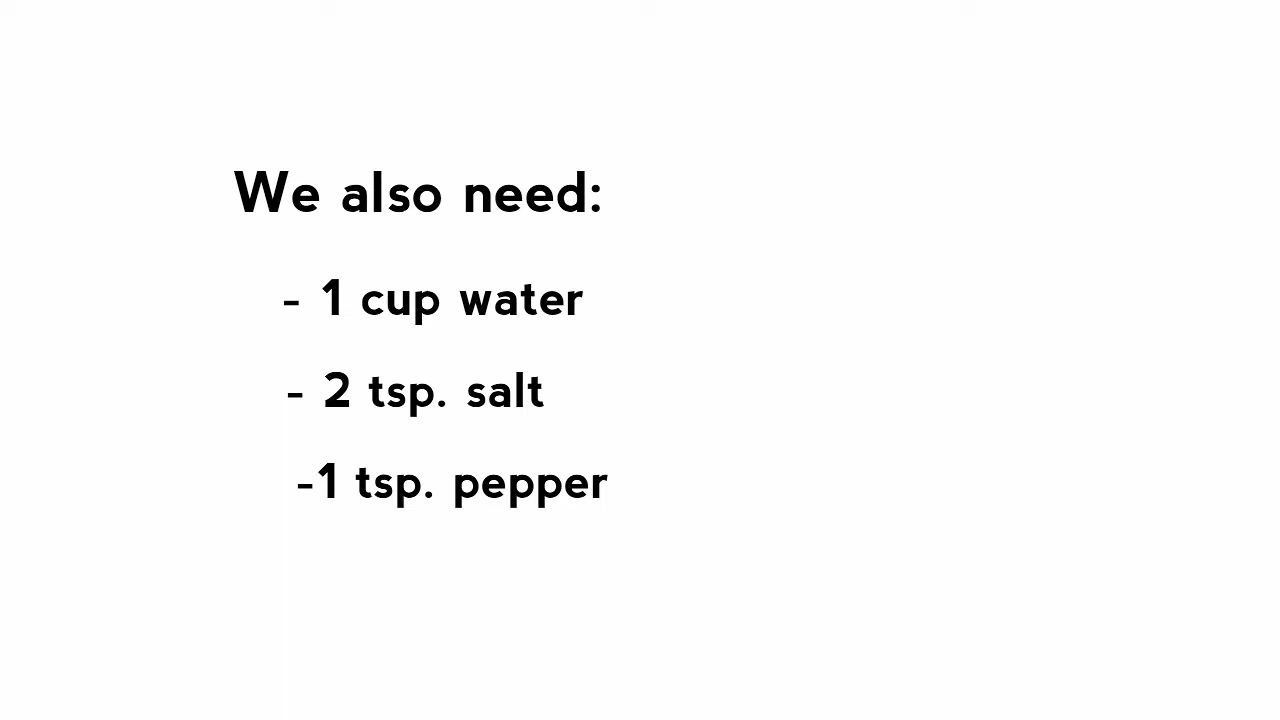 We also need:
- 1 cup water
- 2 tsp. salt
-1 tsp. pepper